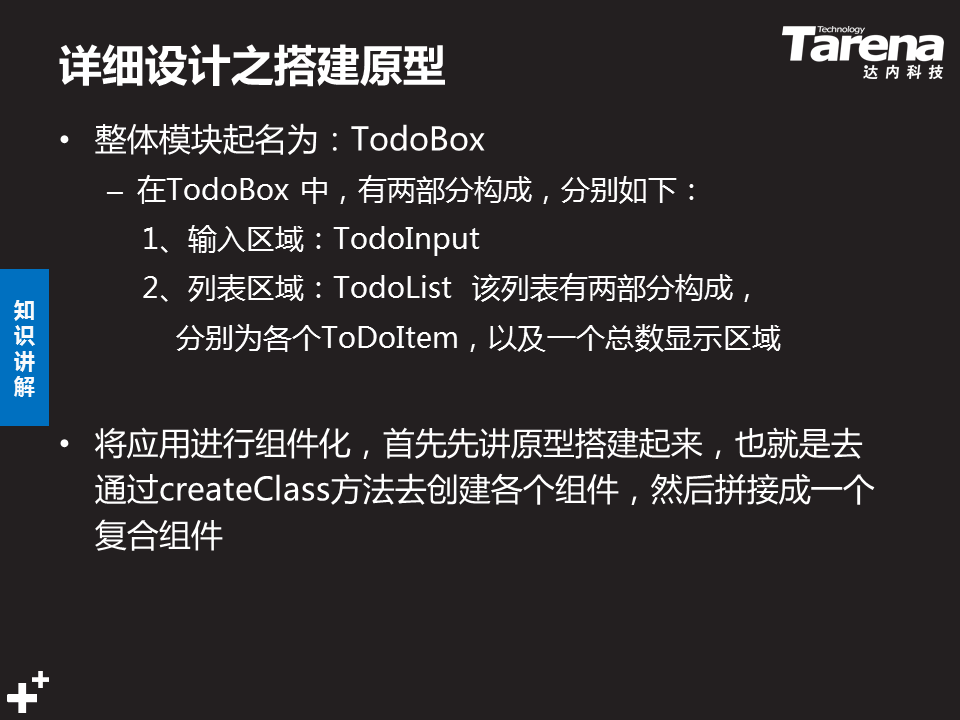 详细设计之搭建原型
Technology
Tarena
达内科技
• 整体模块起名为：TodoBox
– 在TodoBox 中，有两部分构成，分别如下：
1、输入区域：TodoInput
2、列表区域：TodoList 该列表有两部分构成，
分别为各个ToDoItem，以及一个总数显示区域
知识讲解
• 将应用进行组件化，首先先讲原型搭建起来，也就是去
通过createClass方法去创建各个组件，然后拼接成一个
复合组件